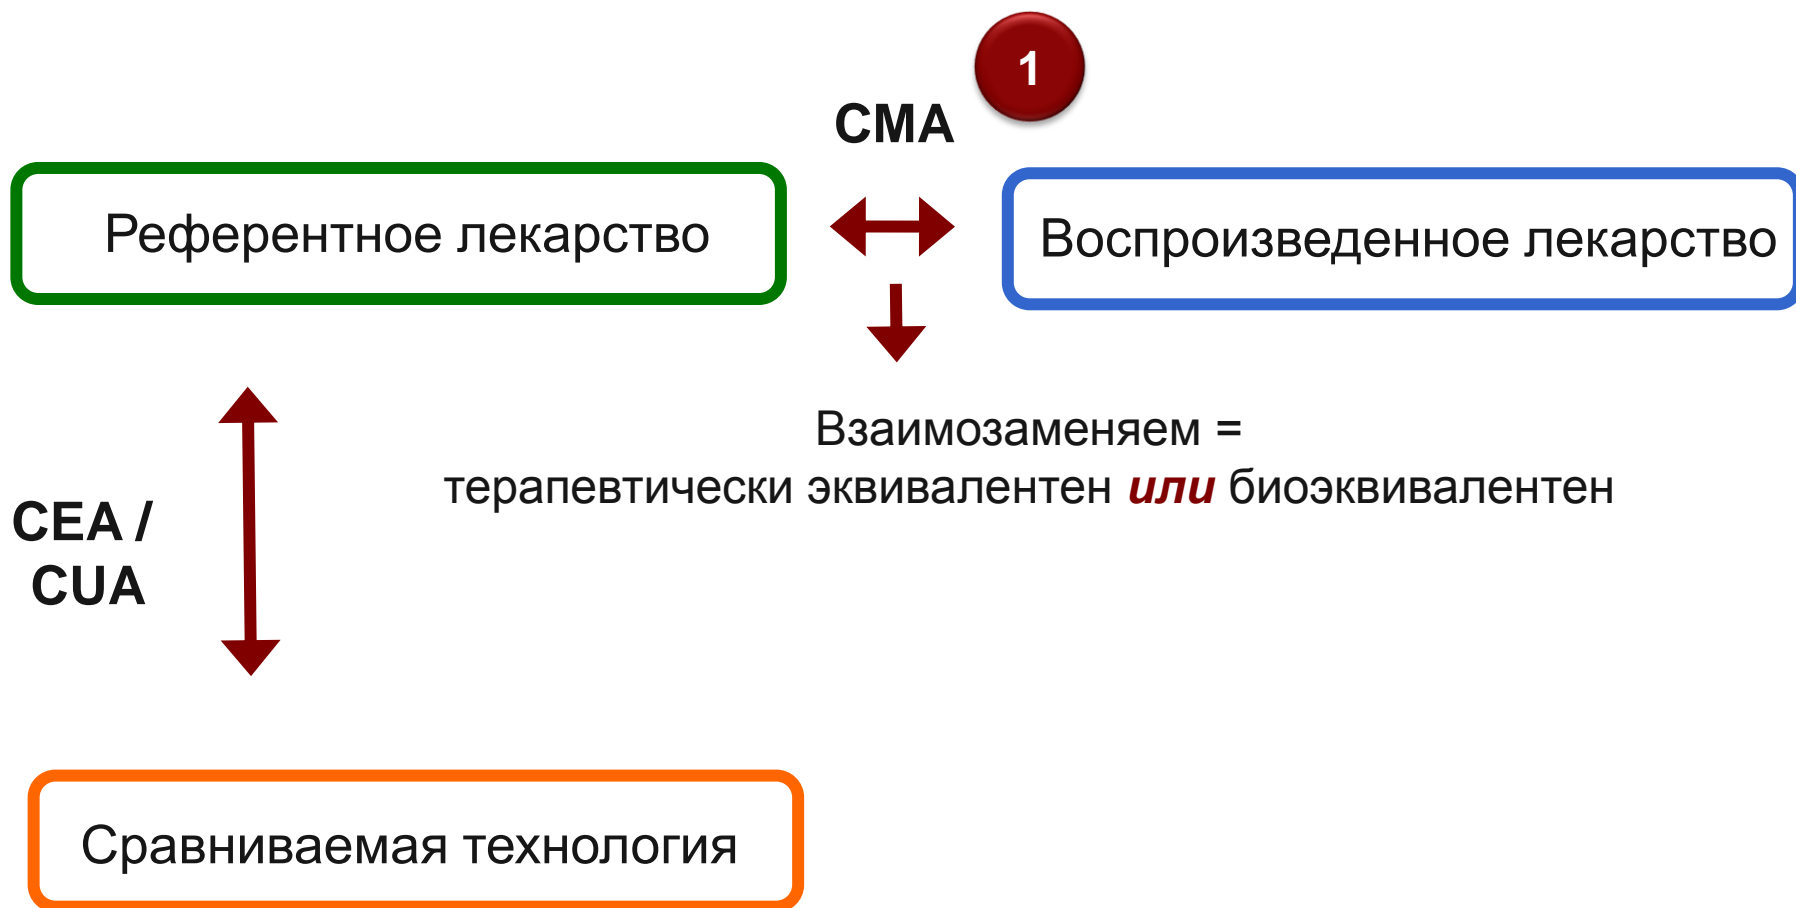 1
CMA
Референтное лекарство
Воспроизведенное лекарство
Взаимозаменяем =
терапевтически эквивалентен или биоэквивалентен
CEA /
CUA
Сравниваемая технология